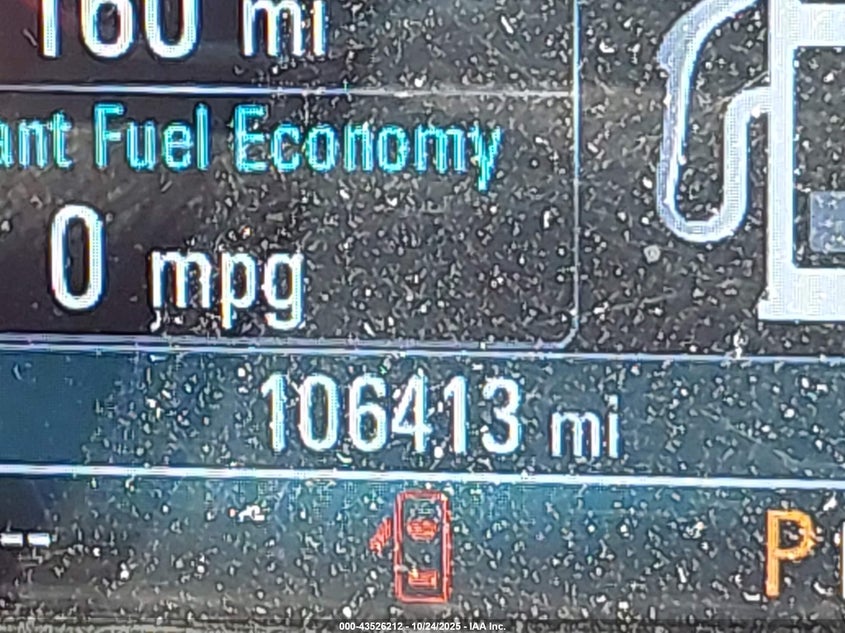 160 mi
ant Fuel Economy
0 mpg
106413 mi
--
P
000-43526212 - 10/24/2025 - IAA Inc.